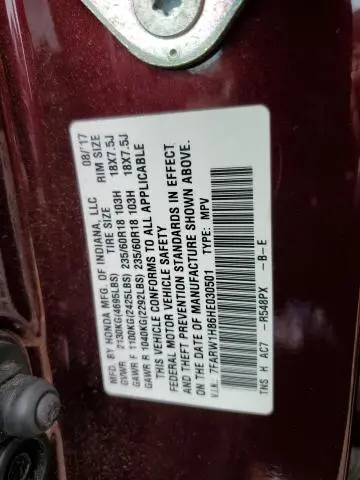 MFD. BY HONDA MFG. OF INDIANA, LLC 08/'17
TIRE SIZE RIM SIZE
GVWR 2130KG(4695LBS)
GAWR F 1100KG(2425LBS) 235/60R18 103H 18X7.5J
GAWR R 1040KG(2292LBS) 235/60R18 103H 18X7.5J
THIS VEHICLE CONFORMS TO ALL APPLICABLE
FEDERAL MOTOR VEHICLE SAFETY
AND THEFT PREVENTION STANDARDS IN EFFECT
ON THE DATE OF MANUFACTURE SHOWN ABOVE.
V.I.N.: 7FARW1H86HE030501 TYPE: MPV
TNS H AC7 -R548PX -B-E